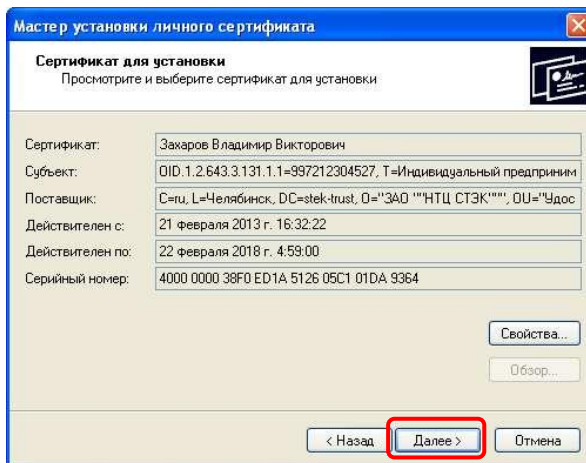 Мастер установки личного сертификата
Сертификат для установки
Просмотрите и выберите сертификат для установки
Сертификат: Захаров Владимир Викторович
Субъект: OID.1.2.643.3.131.1.1=997212304527, T=Индивидуальный предприним
Поставщик: C=ru, L=Челябинск, DC=stek-trust, O="ЗАО ""НТЦ СТЭК""", OU="Удос
Действителен с: 21 февраля 2013 г. 16:32:22
Действителен по: 22 февраля 2018 г. 4:59:00
Серийный номер: 4000 0000 38F0 ED1A 5126 05C1 01DA 9364
Свойства...
Обзор...
< Назад Далее > Отмена